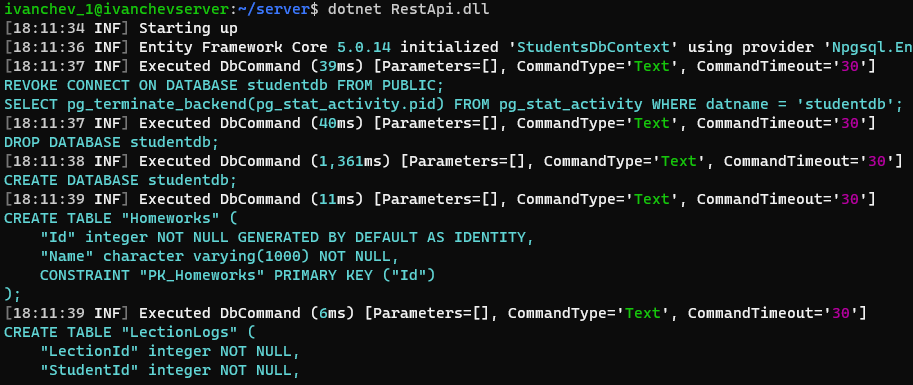 ivanchev_1@ivanchevserver:~/server$ dotnet RestApi.dll
[18:11:34 INF] Starting up
[18:11:36 INF] Entity Framework Core 5.0.14 initialized 'StudentsDbContext' using provider 'Npgsql.En
[18:11:37 INF] Executed DbCommand (39ms) [Parameters=[], CommandType='Text', CommandTimeout='30']
REVOKE CONNECT ON DATABASE studentdb FROM PUBLIC;
SELECT pg_terminate_backend(pg_stat_activity.pid) FROM pg_stat_activity WHERE datname = 'studentdb';
[18:11:37 INF] Executed DbCommand (40ms) [Parameters=[], CommandType='Text', CommandTimeout='30']
DROP DATABASE studentdb;
[18:11:38 INF] Executed DbCommand (1,361ms) [Parameters=[], CommandType='Text', CommandTimeout='30']
CREATE DATABASE studentdb;
[18:11:39 INF] Executed DbCommand (11ms) [Parameters=[], CommandType='Text', CommandTimeout='30']
CREATE TABLE "Homeworks" (
    "Id" integer NOT NULL GENERATED BY DEFAULT AS IDENTITY,
    "Name" character varying(1000) NOT NULL,
    CONSTRAINT "PK_Homeworks" PRIMARY KEY ("Id")
);
[18:11:39 INF] Executed DbCommand (6ms) [Parameters=[], CommandType='Text', CommandTimeout='30']
CREATE TABLE "LectionLogs" (
    "LectionId" integer NOT NULL,
    "StudentId" integer NOT NULL,